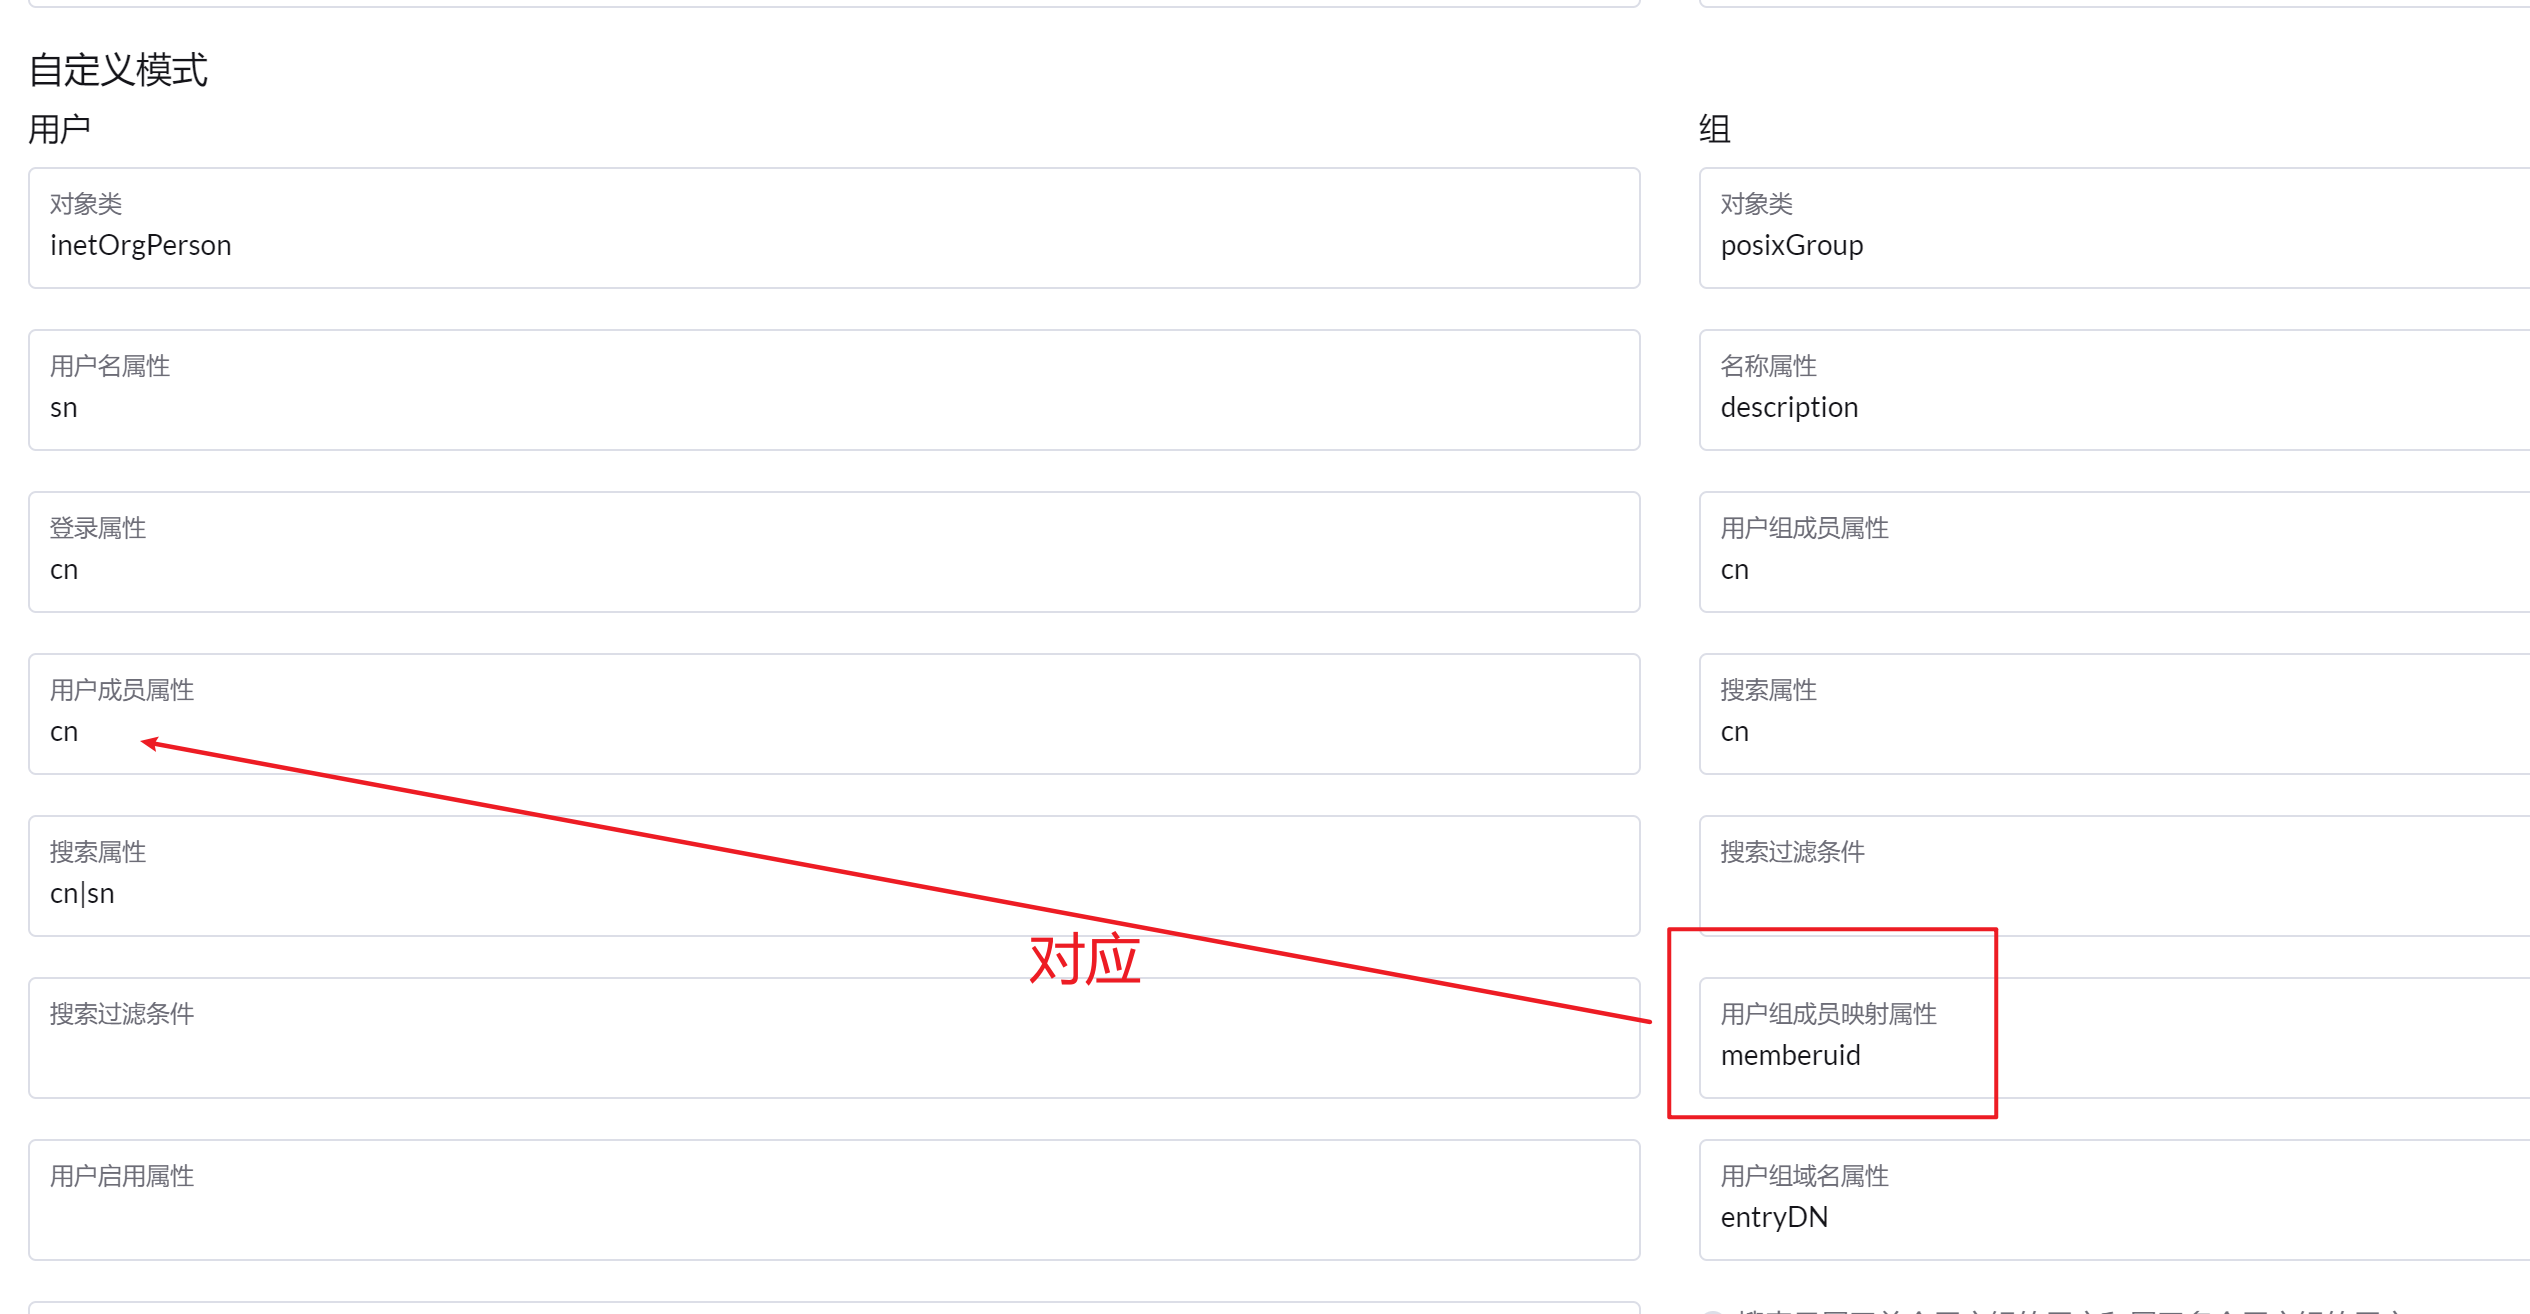 自定义模式
用户
对象类
inetOrgPerson
用户名属性
sn
登录属性
cn
用户成员属性
cn
搜索属性
cn|sn
搜索过滤条件
用户启用属性
组
对象类
posixGroup
名称属性
description
用户组成员属性
cn
搜索属性
cn
搜索过滤条件
用户组成员映射属性
memberuid
用户组域名属性
entryDN
对应